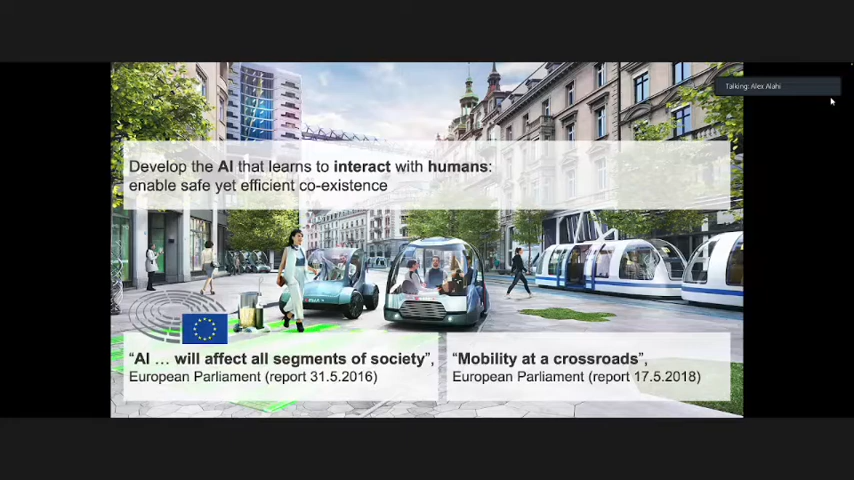 Talking: Alex Alahi
Develop the AI that learns to interact with humans:
enable safe yet efficient co-existence
“AI … will affect all segments of society”,
European Parliament (report 31.5.2016)
“Mobility at a crossroads”,
European Parliament (report 17.5.2018)